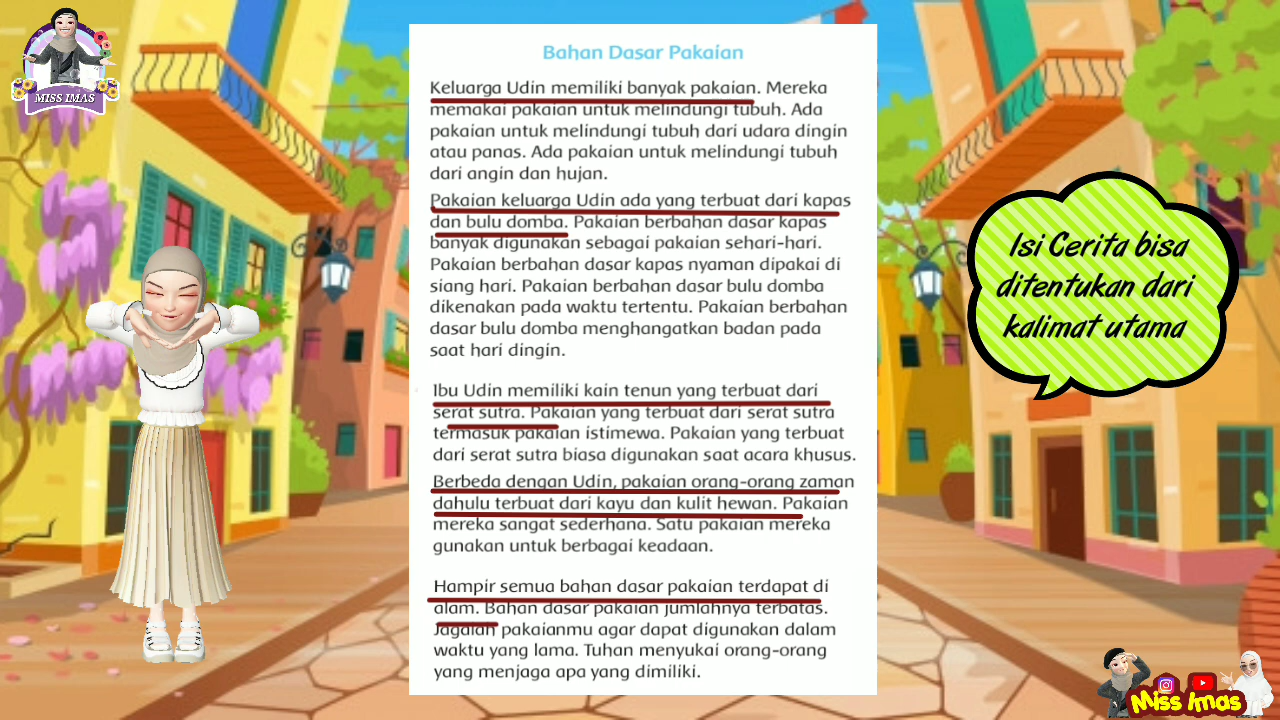 MISS IMAS
Bahan Dasar Pakaian
Keluarga Udin memiliki banyak pakaian. Mereka
memakai pakaian untuk melindungi tubuh. Ada
pakaian untuk melindungi tubuh dari udara dingin
atau panas. Ada pakaian untuk melindungi tubuh
dari angin dan hujan.
Pakaian keluarga Udin ada yang terbuat dari kapas
dan bulu domba. Pakaian berbahan dasar kapas
banyak digunakan sebagai pakaian sehari-hari.
Pakaian berbahan dasar kapas nyaman dipakai di
siang hari. Pakaian berbahan dasar bulu domba
dikenakan pada waktu tertentu. Pakaian berbahan
dasar bulu domba menghangatkan badan pada
saat hari dingin.
Ibu Udin memiliki kain tenun yang terbuat dari
serat sutra. Pakaian yang terbuat dari serat sutra
termasuk pakaian istimewa. Pakaian yang terbuat
dari serat sutra biasa digunakan saat acara khusus.
Berbeda dengan Udin, pakaian orang-orang zaman
dahulu terbuat dari kayu dan kulit hewan. Pakaian
mereka sangat sederhana. Satu pakaian mereka
gunakan untuk berbagai keadaan.
Hampir semua bahan dasar pakaian terdapat di
alam. Bahan dasar pakaian jumlahnya terbatas.
Jagalah pakaianmu agar dapat digunakan dalam
waktu yang lama. Tuhan menyukai orang-orang
yang menjaga apa yang dimiliki.
Isi Cerita bisa
ditentukan dari
kalimat utama
Miss Imas